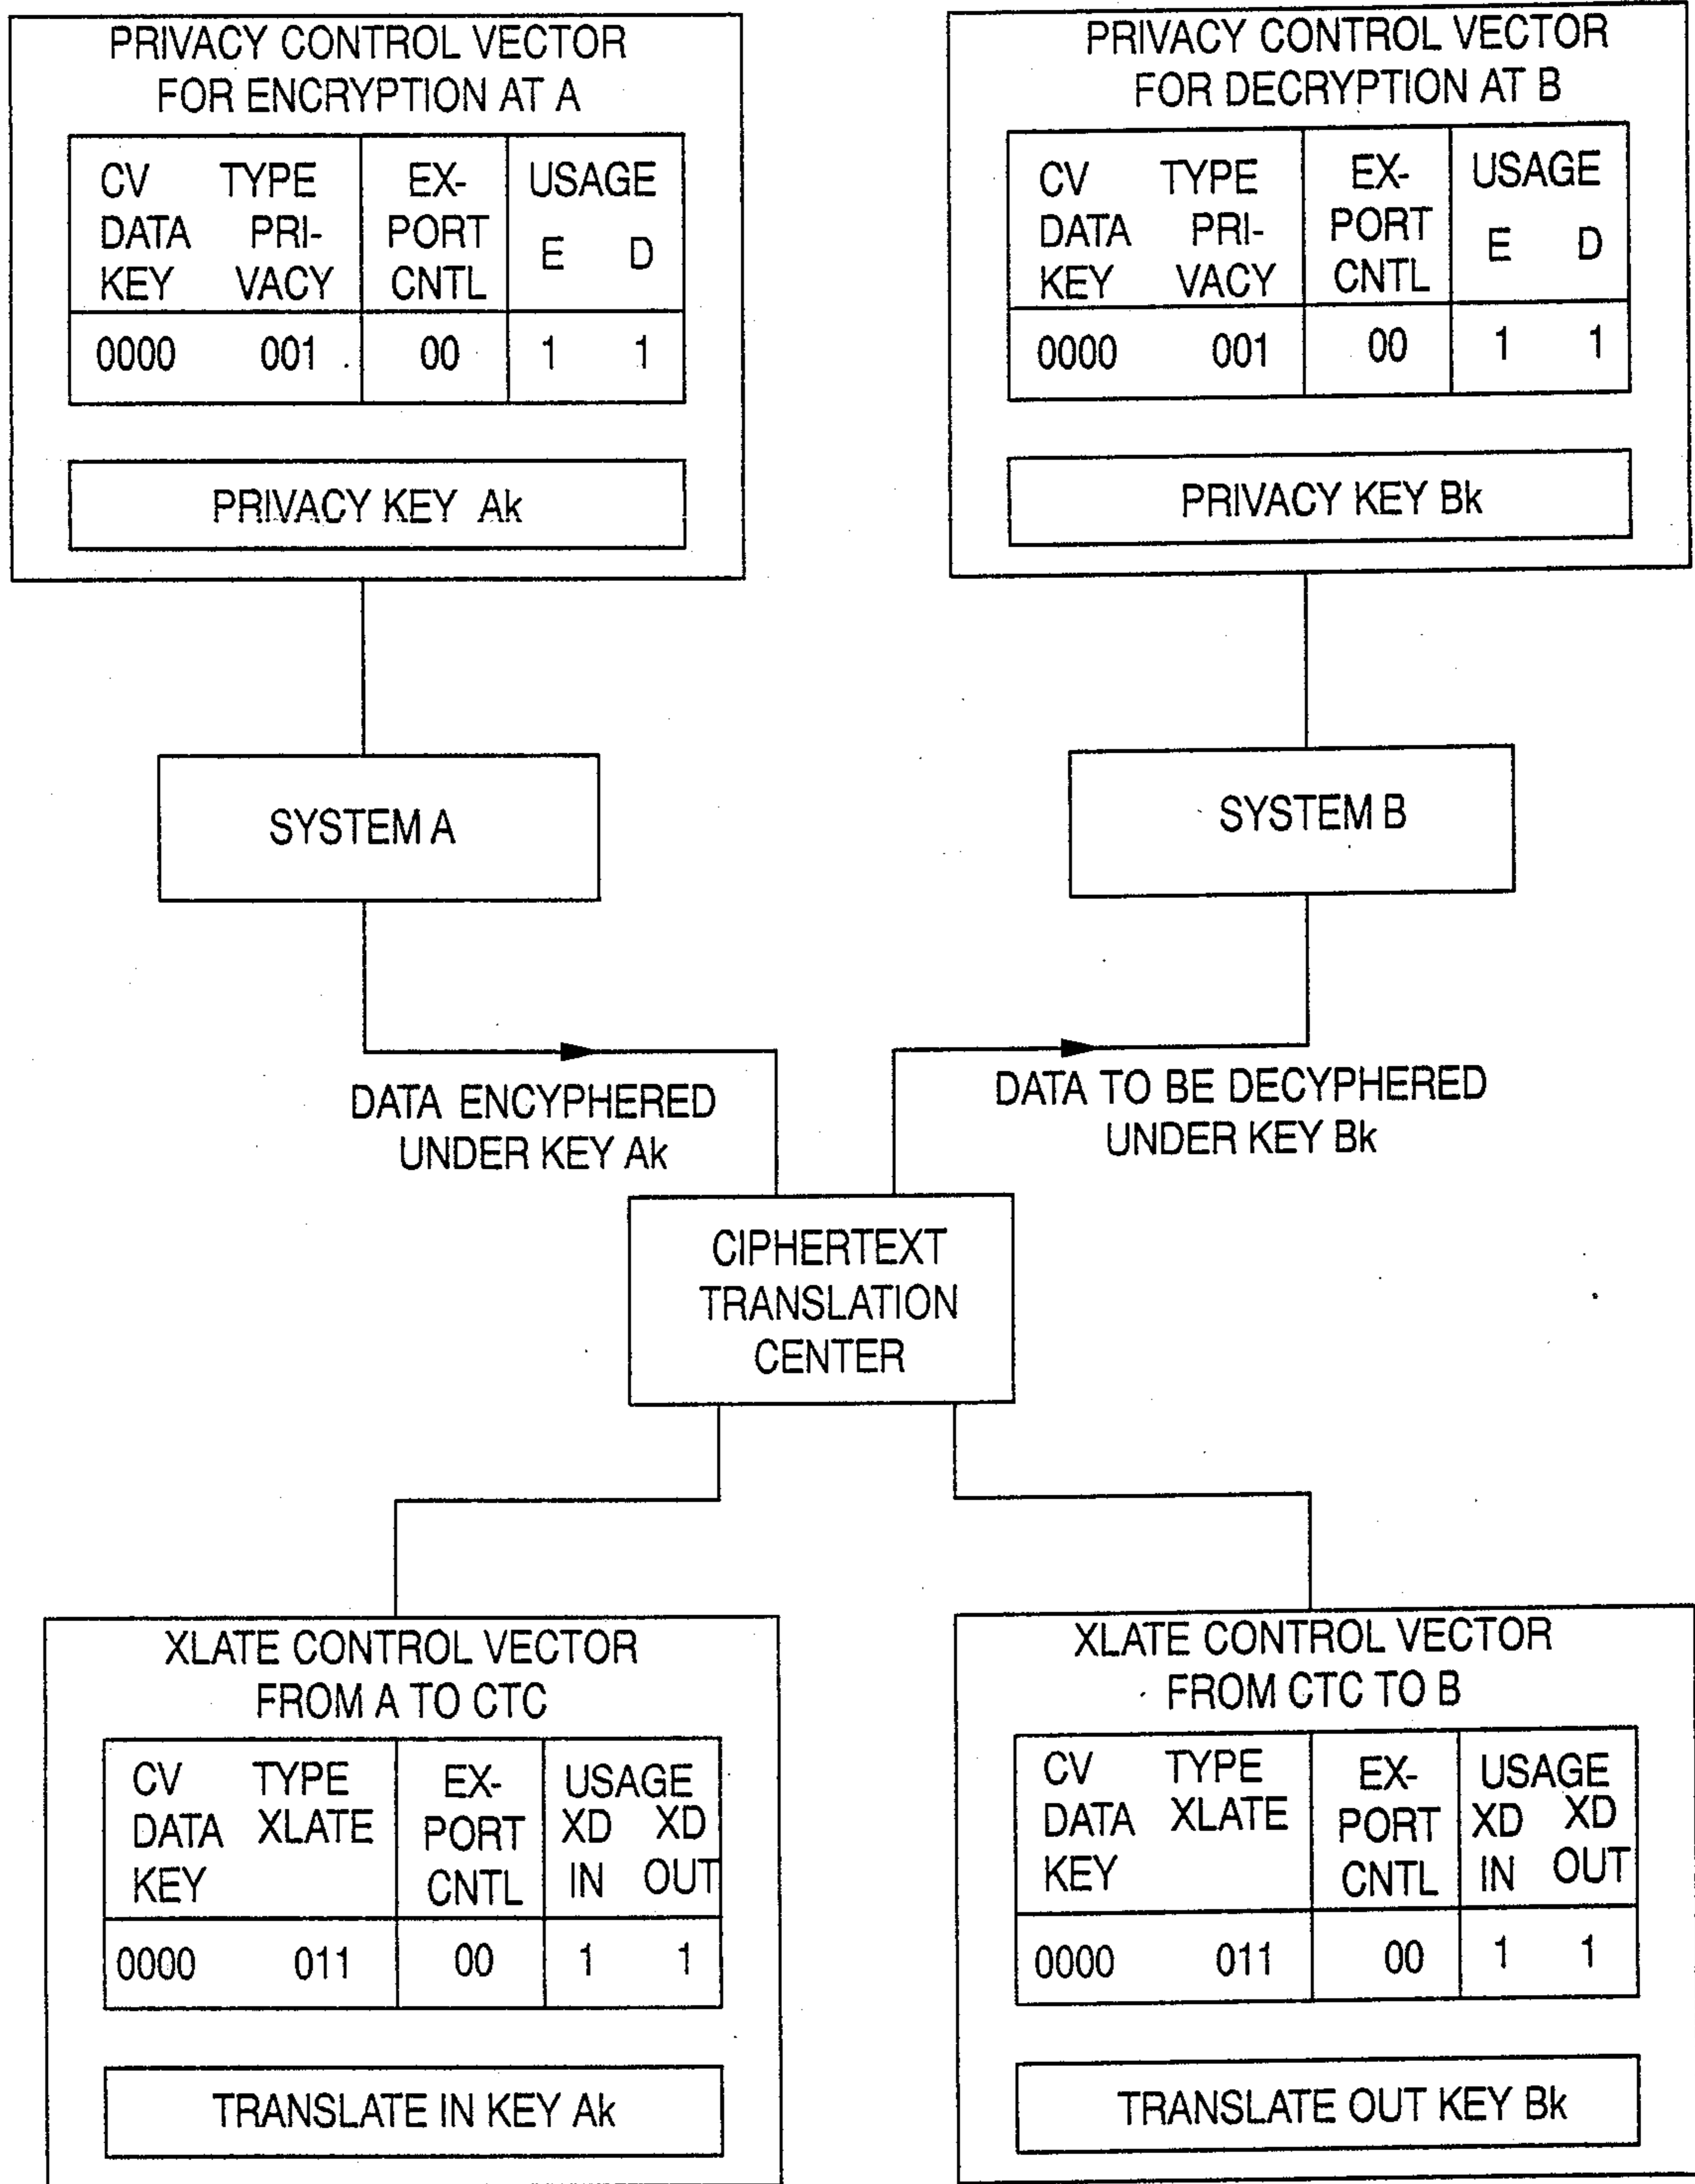 PRIVACY CONTROL VECTOR
FOR ENCRYPTION AT A
CV TYPE EX- USAGE
DATA PRI- PORT E D
KEY VACY CNTL
0000 001 00 1 1
PRIVACY KEY Ak
PRIVACY CONTROL VECTOR
FOR DECRYPTION AT B
CV TYPE EX- USAGE
DATA PRI- PORT E D
KEY VACY CNTL
0000 001 00 1 1
PRIVACY KEY Bk
SYSTEM A
SYSTEM B
DATA ENCYPHERED
UNDER KEY Ak
DATA TO BE DECYPHERED
UNDER KEY Bk
CIPHERTEXT
TRANSLATION
CENTER
XLATE CONTROL VECTOR
FROM A TO CTC
CV TYPE EX- USAGE
DATA XLATE PORT XD XD
KEY CNTL IN OUT
0000 011 00 1 1
TRANSLATE IN KEY Ak
XLATE CONTROL VECTOR
FROM CTC TO B
CV TYPE EX- USAGE
DATA XLATE PORT XD XD
KEY CNTL IN OUT
0000 011 00 1 1
TRANSLATE OUT KEY Bk